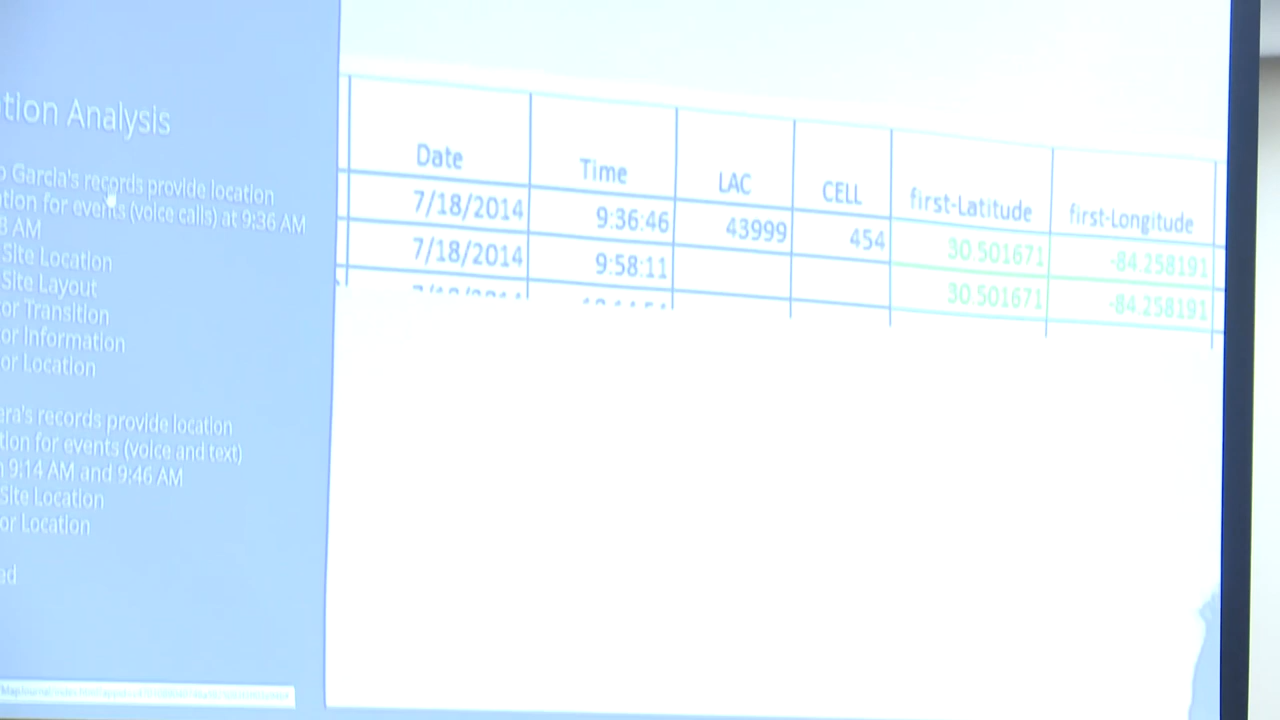 tion Analysis
o Garcia's records provide location
ation for events (voice calls) at 9:36 AM
8 AM
Site Location
Site Layout
or Transition
or Information
or Location
era's records provide location
tion for events (voice and text)
9:14 AM and 9:46 AM
Site Location
or Location
ed
Date Time LAC CELL first-Latitude first-Longitude
7/18/2014 9:36:46 43999 454 30.501671 -84.258191
7/18/2014 9:58:11 30.501671 -84.258191